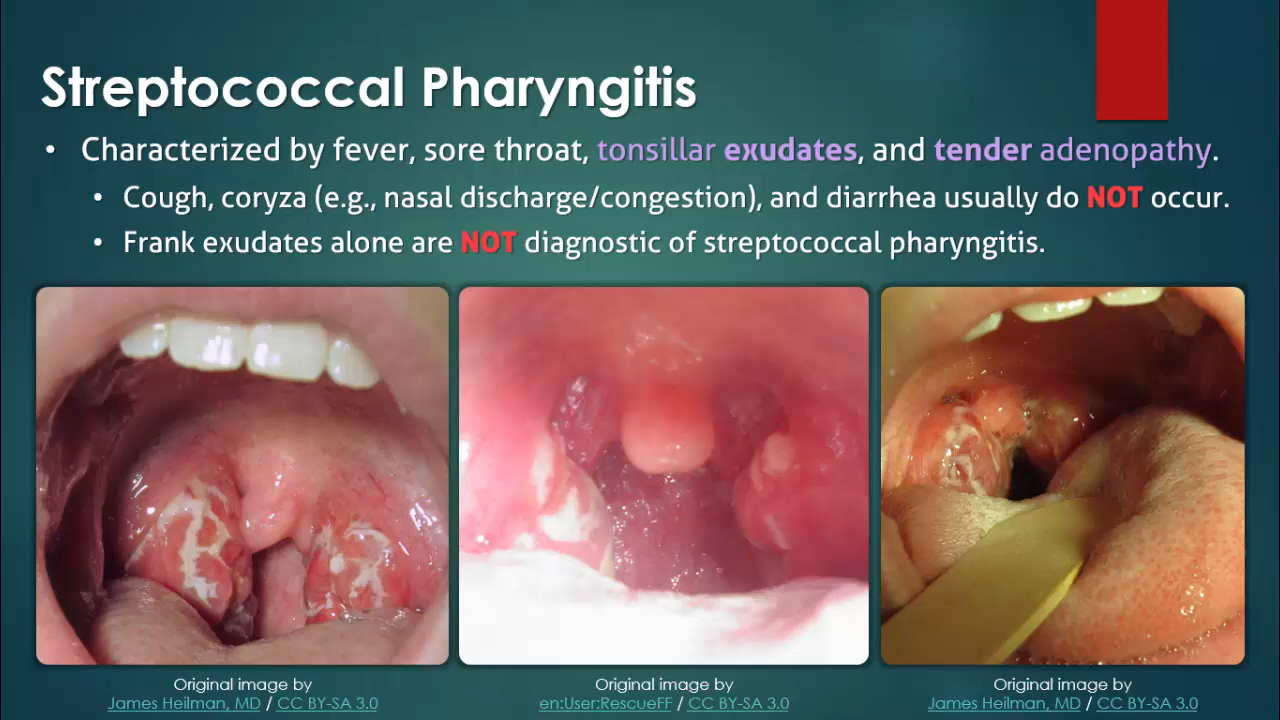 Streptococcal Pharyngitis
• Characterized by fever, sore throat, tonsillar exudates, and tender adenopathy.
• Cough, coryza (e.g., nasal discharge/congestion), and diarrhea usually do NOT occur.
• Frank exudates alone are NOT diagnostic of streptococcal pharyngitis.
Original image by
James Heilman, MD / CC BY-SA 3.0
Original image by
en:User:RescueFF / CC BY-SA 3.0
Original image by
James Heilman, MD / CC BY-SA 3.0